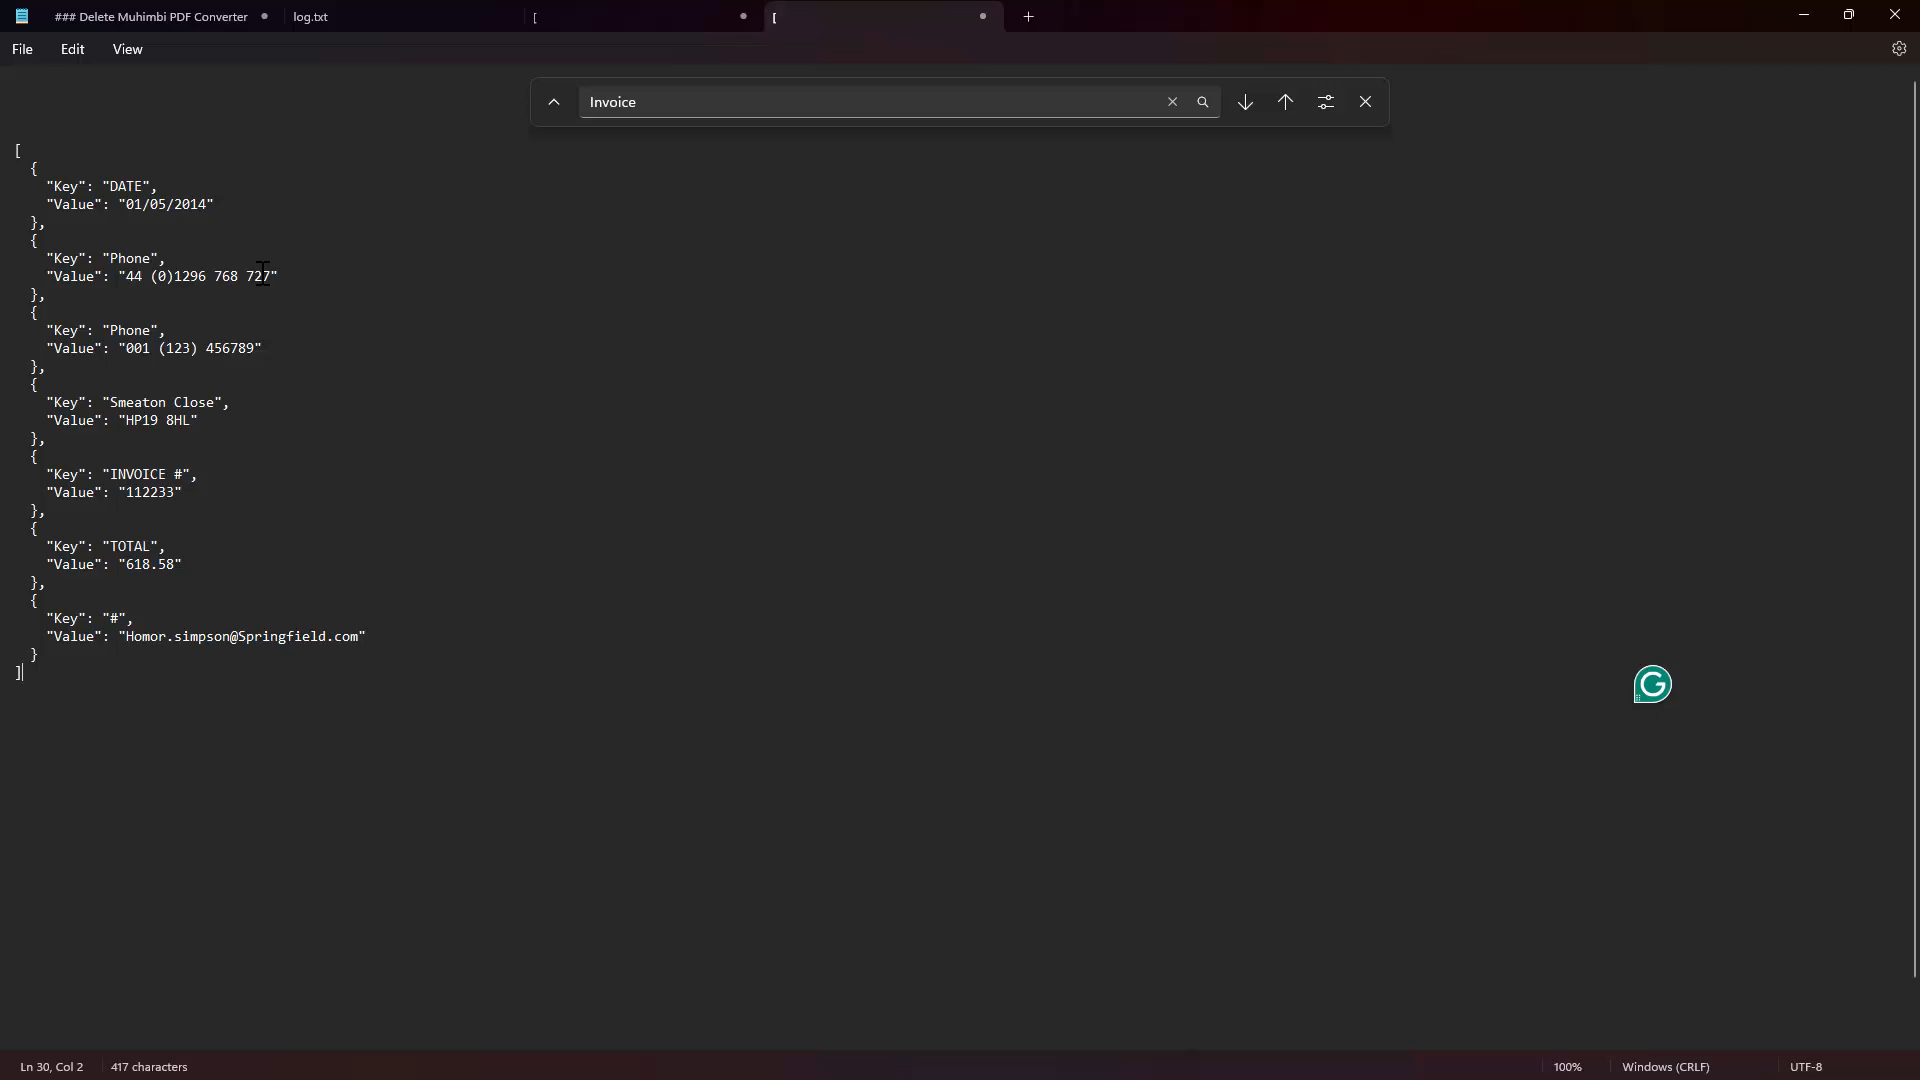 ### Delete Muhimbi PDF Converter
log.txt
[
[
File Edit View
Invoice
[
  {
    "Key": "DATE",
    "Value": "01/05/2014"
  },
  {
    "Key": "Phone",
    "Value": "44 (0)1296 768 727"
  },
  {
    "Key": "Phone",
    "Value": "001 (123) 456789"
  },
  {
    "Key": "Smeaton Close",
    "Value": "HP19 8HL"
  },
  {
    "Key": "INVOICE #",
    "Value": "112233"
  },
  {
    "Key": "TOTAL",
    "Value": "618.58"
  },
  {
    "Key": "#",
    "Value": "Homor.simpson@Springfield.com"
  }
]
G
Ln 30, Col 2 417 characters 100% Windows (CRLF) UTF-8